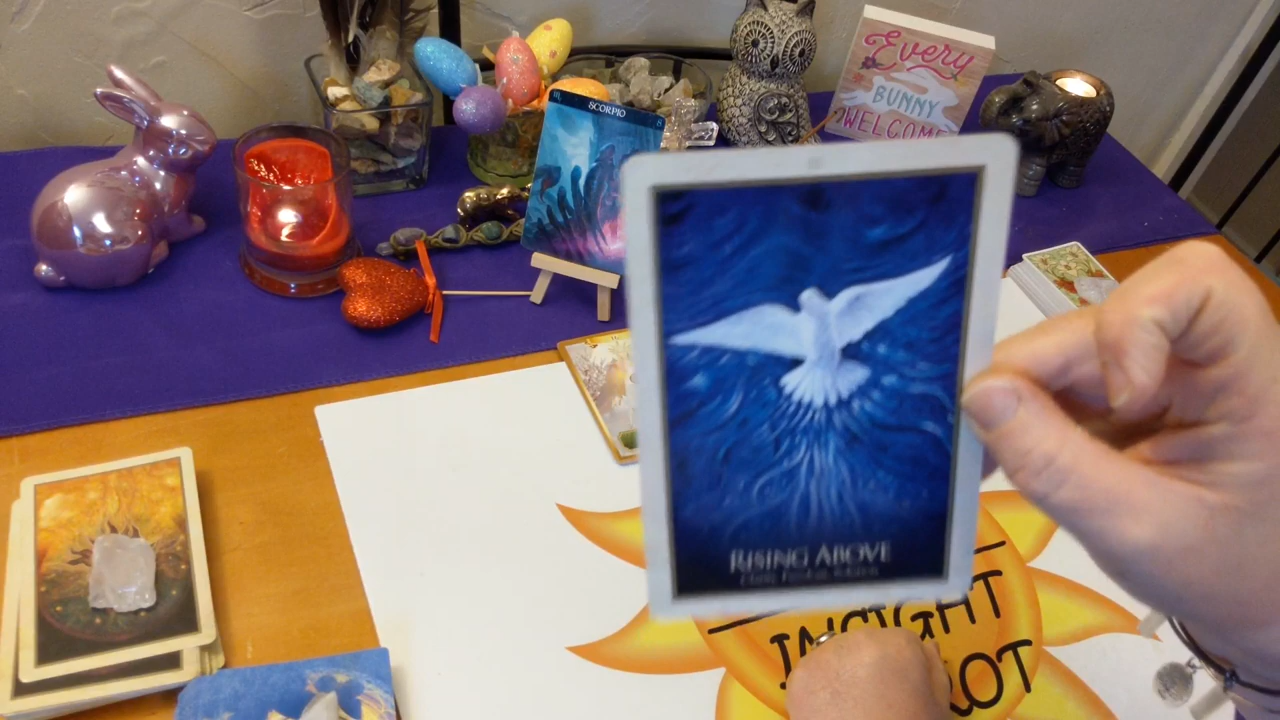 Every
BUNNY
WELCOME
SCORPIO
RISING ABOVE
INSIGHT